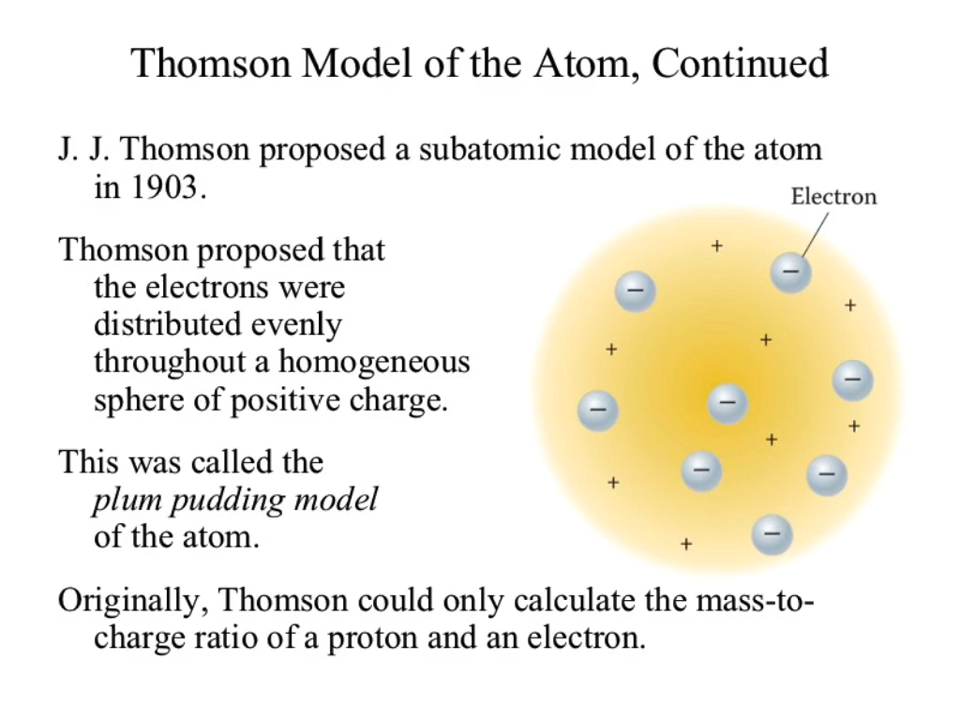 Thomson Model of the Atom, Continued
J. J. Thomson proposed a subatomic model of the atom
in 1903.
Electron
Thomson proposed that
the electrons were
distributed evenly
throughout a homogeneous
sphere of positive charge.
This was called the
plum pudding model
of the atom.
Originally, Thomson could only calculate the mass-to-
charge ratio of a proton and an electron.